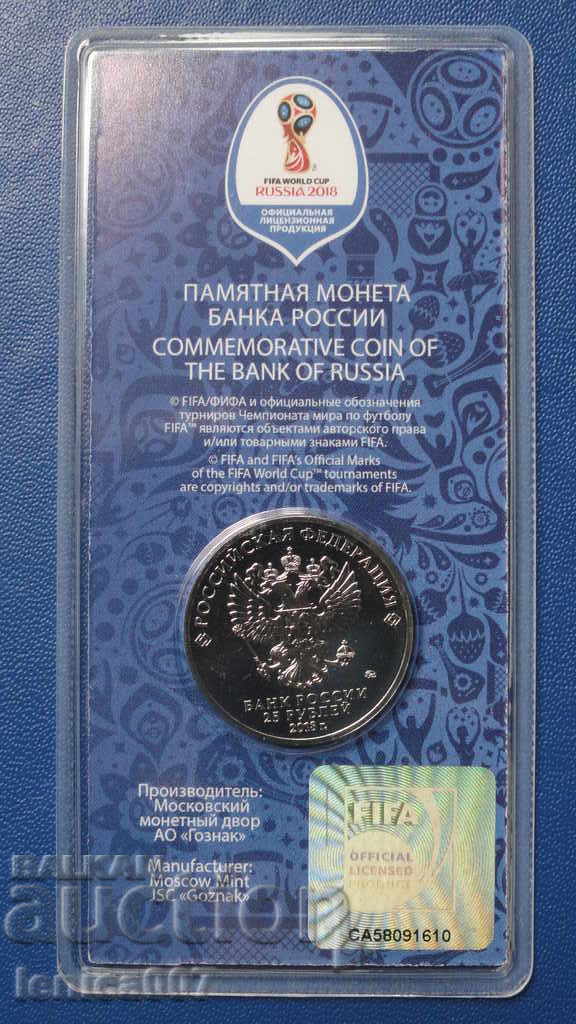 FIFA WORLD CUP
RUSSIA 2018
ОФИЦИАЛЬНАЯ
ЛИЦЕНЗИОННАЯ
ПРОДУКЦИЯ
ПАМЯТНАЯ МОНЕТА
БАНКА РОССИИ
COMMEMORATIVE COIN OF
THE BANK OF RUSSIA
© FIFA/ФИФА и официальные обозначения
турниров Чемпионата мира по футболу
FIFA™ являются объектами авторского права
и/или товарными знаками FIFA.
© FIFA and FIFA's Official Marks
of the FIFA World Cup™ tournaments
are copyrights and/or trademarks of FIFA.
РОССИЙСКАЯ ФЕДЕРАЦИЯ
БАНК РОССИИ
25 РУБЛЕЙ
2018 г.
Производитель:
Московский
монетный двор
АО «Гознак»
Manufacturer:
Moscow Mint
JSC «Goznak»
FIFA
OFFICIAL
LICENSED
PRODUCT
CA58091610
BALKAN
auction
lenica007